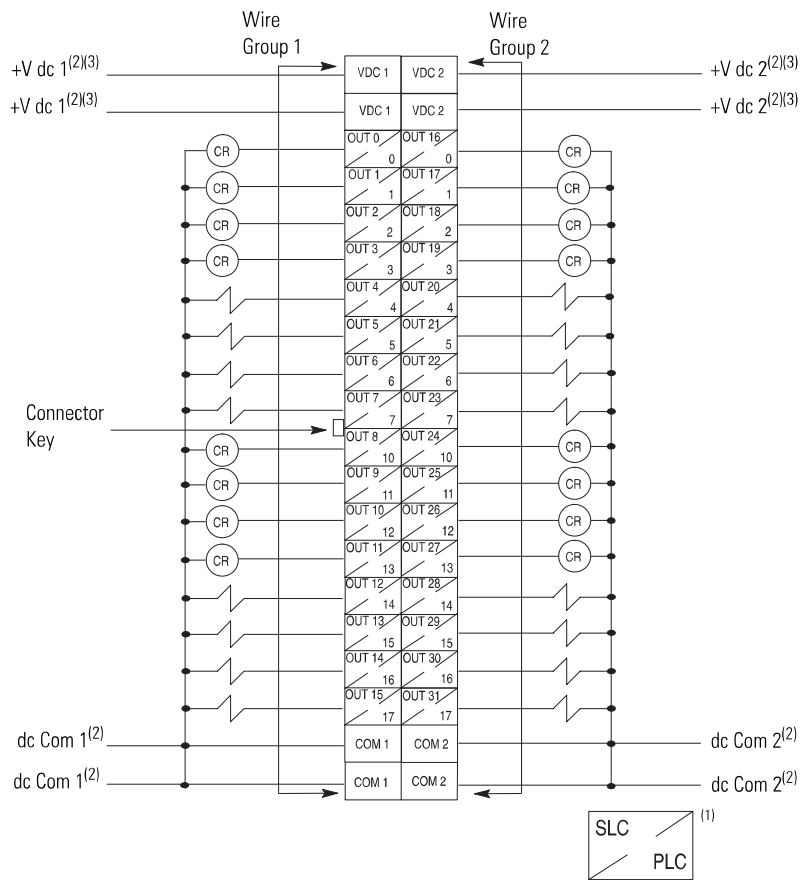 Wire Group 1
Wire Group 2
+V dc 1(2)(3) VDC 1 VDC 2 +V dc 2(2)(3)
+V dc 1(2)(3) VDC 1 VDC 2 +V dc 2(2)(3)
CR OUT 0 / 0 OUT 16 / 0 CR
CR OUT 1 / 1 OUT 17 / 1 CR
CR OUT 2 / 2 OUT 18 / 2 CR
CR OUT 3 / 3 OUT 19 / 3 CR
OUT 4 / 4 OUT 20 / 4
OUT 5 / 5 OUT 21 / 5
OUT 6 / 6 OUT 22 / 6
OUT 7 / 7 OUT 23 / 7
Connector Key
CR OUT 8 / 10 OUT 24 / 10 CR
CR OUT 9 / 11 OUT 25 / 11 CR
CR OUT 10 / 12 OUT 26 / 12 CR
CR OUT 11 / 13 OUT 27 / 13 CR
OUT 12 / 14 OUT 28 / 14
OUT 13 / 15 OUT 29 / 15
OUT 14 / 16 OUT 30 / 16
OUT 15 / 17 OUT 31 / 17
dc Com 1(2) COM 1 COM 2 dc Com 2(2)
dc Com 1(2) COM 1 COM 2 dc Com 2(2)
SLC / PLC (1)